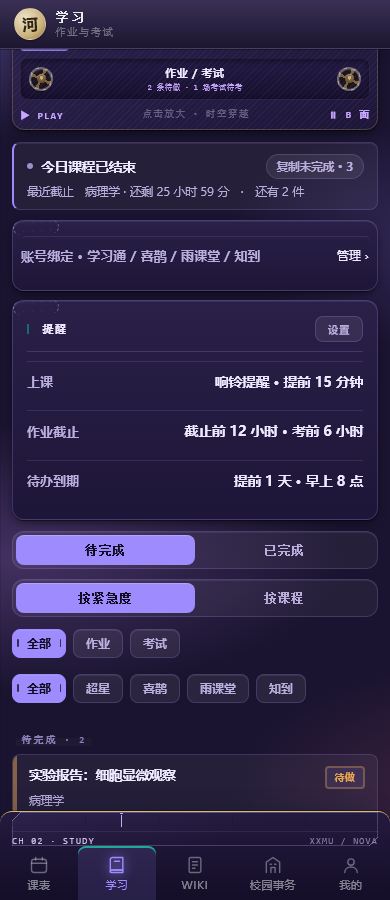 河
学习
作业与考试
作业 / 考试
2 条待做 · 1 场考试待考
▶ PLAY
点击放大 · 时空穿越
⏸ B 面
今日课程已结束
复制未完成 · 3
最近截止 病理学 · 还剩 25 小时 59 分 · 还有 2 件
账号绑定 • 学习通 / 喜鹊 / 雨课堂 / 知到
管理 ›
提醒
设置
上课
响铃提醒 • 提前 15 分钟
作业截止
截止前 12 小时 • 考前 6 小时
待办到期
提前 1 天 • 早上 8 点
待完成
已完成
按紧急度
按课程
全部
作业
考试
全部
超星
喜鹊
雨课堂
知到
待完成 · 2
实验报告：细胞显微观察
待做
病理学
CH 02 - STUDY
XXMU / NOVA
课表
学习
WIKI
校园事务
我的